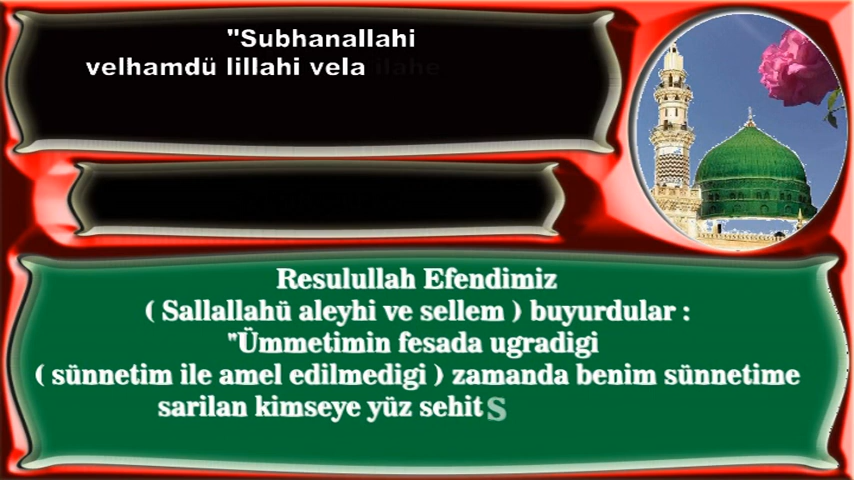 "Subhanallahi
velhamdü lillahi vela ilahe
Resulullah Efendimiz
( Sallallahü aleyhi ve sellem ) buyurdular :
"Ümmetimin fesada ugradigi
( sünnetim ile amel edilmedigi ) zamanda benim sünnetime
sarilan kimseye yüz sehit S